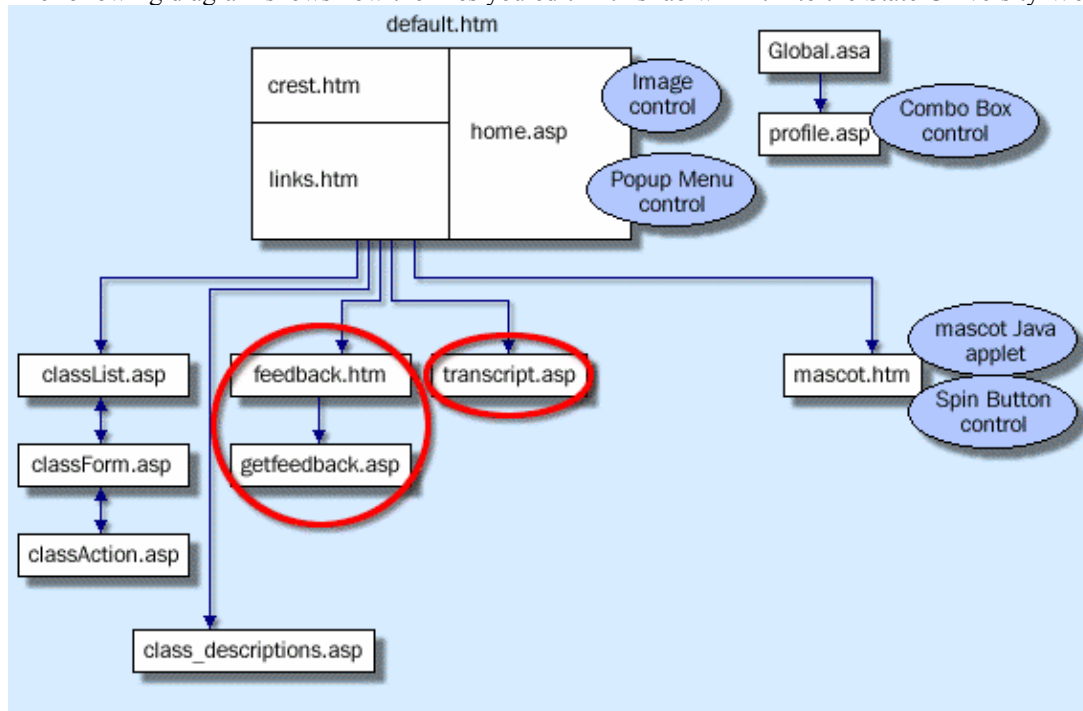 default.htm
crest.htm
links.htm
home.asp
Image
control
Popup Menu
control
Global.asa
profile.asp
Combo Box
control
classList.asp
feedback.htm
transcript.asp
mascot.htm
mascot Java
applet
Spin Button
control
classForm.asp
getfeedback.asp
classAction.asp
class_descriptions.asp